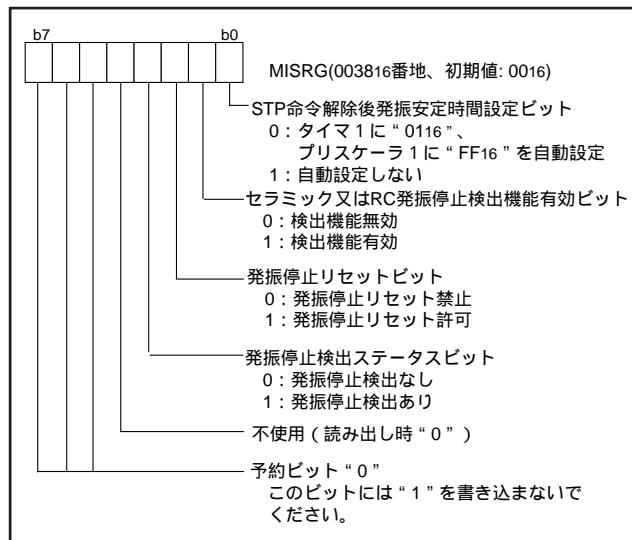 b7 b0
MISRG(003816番地、初期値: 0016)
STP命令解除後発振安定時間設定ビット
0：タイマ1に“0116”、
プリスケーラ1に“FF16”を自動設定
1：自動設定しない
セラミック又はRC発振停止検出機能有効ビット
0：検出機能無効
1：検出機能有効
発振停止リセットビット
0：発振停止リセット禁止
1：発振停止リセット許可
発振停止検出ステータスビット
0：発振停止検出なし
1：発振停止検出あり
不使用（読み出し時“0”）
予約ビット“0”
このビットには“1”を書き込まないで
ください。